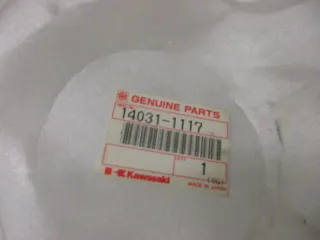 GENUINE PARTS
14031-1117
1
Kawasaki
MADE IN JAPAN